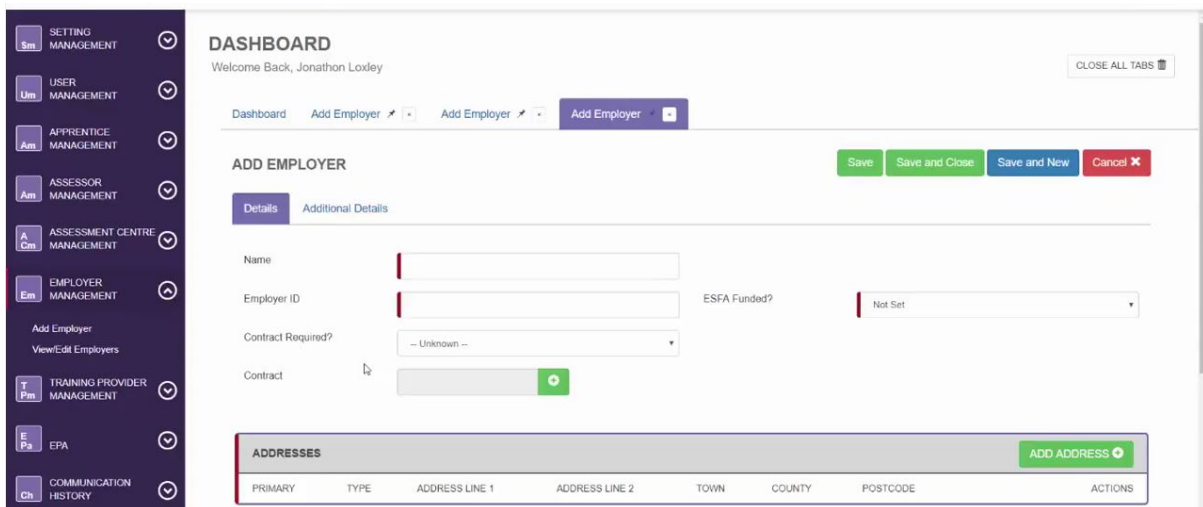 Sm SETTING
MANAGEMENT
Um USER
MANAGEMENT
Am APPRENTICE
MANAGEMENT
Am ASSESSOR
MANAGEMENT
A
Cm ASSESSMENT CENTRE
MANAGEMENT
Em EMPLOYER
MANAGEMENT
Add Employer
View/Edit Employers
T
Pm TRAINING PROVIDER
MANAGEMENT
E
Pa EPA
Ch COMMUNICATION
HISTORY
DASHBOARD
Welcome Back, Jonathon Loxley
CLOSE ALL TABS
Dashboard Add Employer Add Employer Add Employer
ADD EMPLOYER
Save Save and Close Save and New Cancel
Details Additional Details
Name
Employer ID ESFA Funded? Not Set
Contract Required? -- Unknown --
Contract
ADDRESSES ADD ADDRESS
PRIMARY TYPE ADDRESS LINE 1 ADDRESS LINE 2 TOWN COUNTY POSTCODE ACTIONS